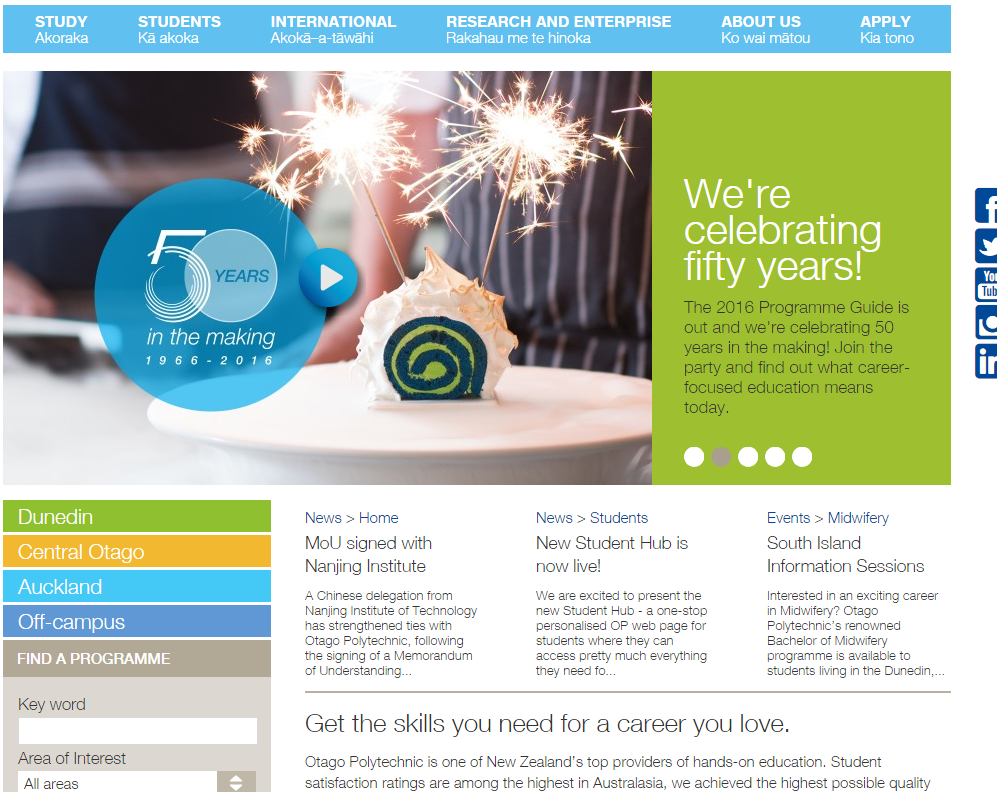 STUDY
Akoraka
STUDENTS
Kā akoka
INTERNATIONAL
Akokā–a-tāwāhi
RESEARCH AND ENTERPRISE
Rakahau me te hinoka
ABOUT US
Ko wai mātou
APPLY
Kia tono
50 YEARS
in the making
1966-2016
We're
celebrating
fifty years!
The 2016 Programme Guide is
out and we're celebrating 50
years in the making! Join the
party and find out what career-
focused education means
today.
You
Tub
in
Dunedin
Central Otago
Auckland
Off-campus
FIND A PROGRAMME
Key word
Area of Interest
All areas
News > Home
MoU signed with
Nanjing Institute
A Chinese delegation from
Nanjing Institute of Technology
has strengthened ties with
Otago Polytechnic, following
the signing of a Memorandum
of Understanding...
News > Students
New Student Hub is
now live!
We are excited to present the
new Student Hub - a one-stop
personalised OP web page for
students where they can
access pretty much everything
they need fo...
Events > Midwifery
South Island
Information Sessions
Interested in an exciting career
in Midwifery? Otago
Polytechnic's renowned
Bachelor of Midwifery
programme is available to
students living in the Dunedin,...
Get the skills you need for a career you love.
Otago Polytechnic is one of New Zealand's top providers of hands-on education. Student
satisfaction ratings are among the highest in Australasia, we achieved the highest possible quality